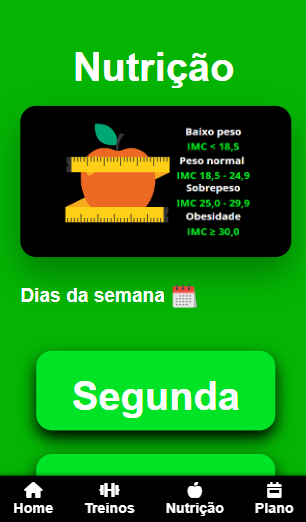 Nutrição
Baixo peso
IMC < 18,5
Peso normal
IMC 18,5 - 24,9
Sobrepeso
IMC 25,0 - 29,9
Obesidade
IMC ≥ 30,0
Dias da semana
Segunda
Home Treinos Nutrição Plano